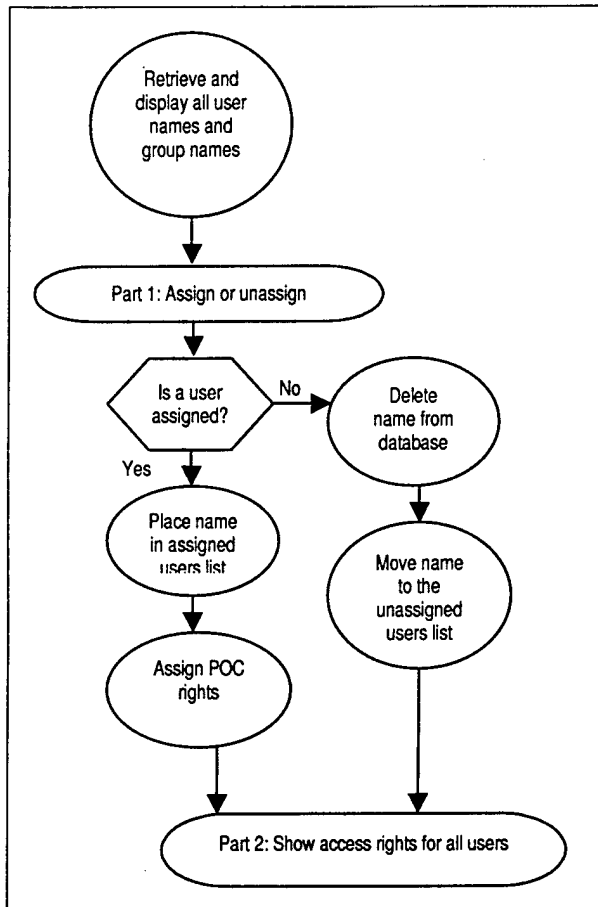 Retrieve and
display all user
names and
group names
Part 1: Assign or unassign
Is a user
assigned?
No
Delete
name from
database
Yes
Place name
in assigned
users list
Move name
to the
unassigned
users list
Assign POC
rights
Part 2: Show access rights for all users